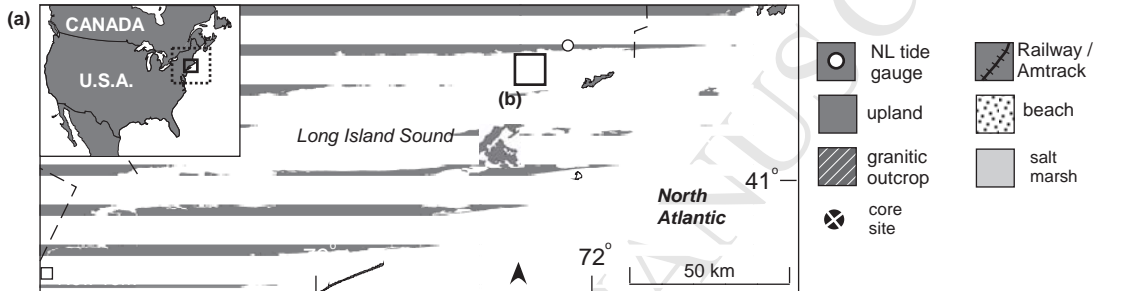 (a)
CANADA
U.S.A.
(b)
Long Island Sound
41°
North
Atlantic
72°
50 km
NL tide
gauge
upland
granitic
outcrop
core
site
Railway /
Amtrack
beach
salt
marsh